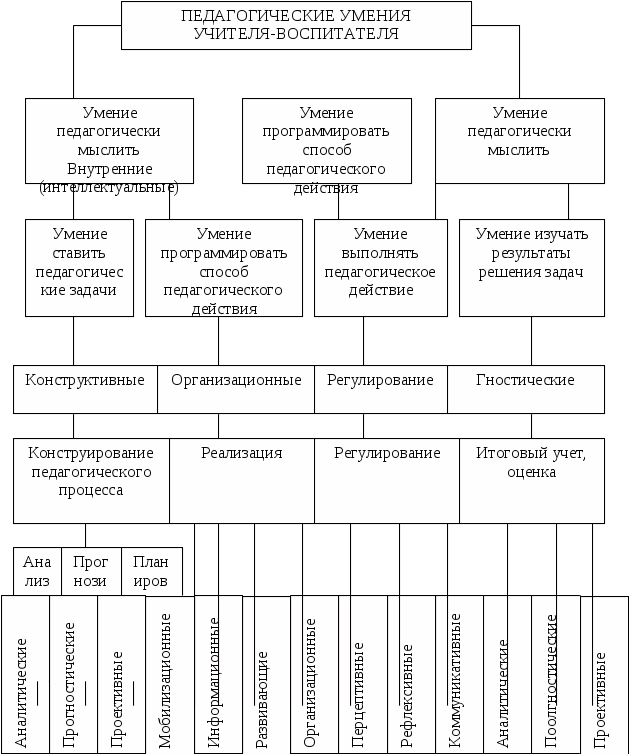 ПЕДАГОГИЧЕСКИЕ УМЕНИЯ
УЧИТЕЛЯ-ВОСПИТАТЕЛЯ
Умение
педагогически
мыслить
Внутренние
(интеллектуальные)
Умение
программировать
способ
педагогического
действия
Умение
педагогически
мыслить
Умение
ставить
педагогичес
кие задачи
Умение
программировать
способ
педагогического
действия
Умение
выполнять
педагогическое
действие
Умение изучать
результаты
решения задач
Конструктивные
Организационные
Регулирование
Гностические
Конструирование
педагогического
процесса
Реализация
Регулирование
Итоговый учет,
оценка
Ана
лиз
Прог
нози
План
иров
Аналитические
Прогностические
Проективные
Мобилизационные
Информационные
Развивающие
Организационные
Перцептивные
Рефлексивные
Коммуникативные
Аналитические
Поолгностические
Проективные